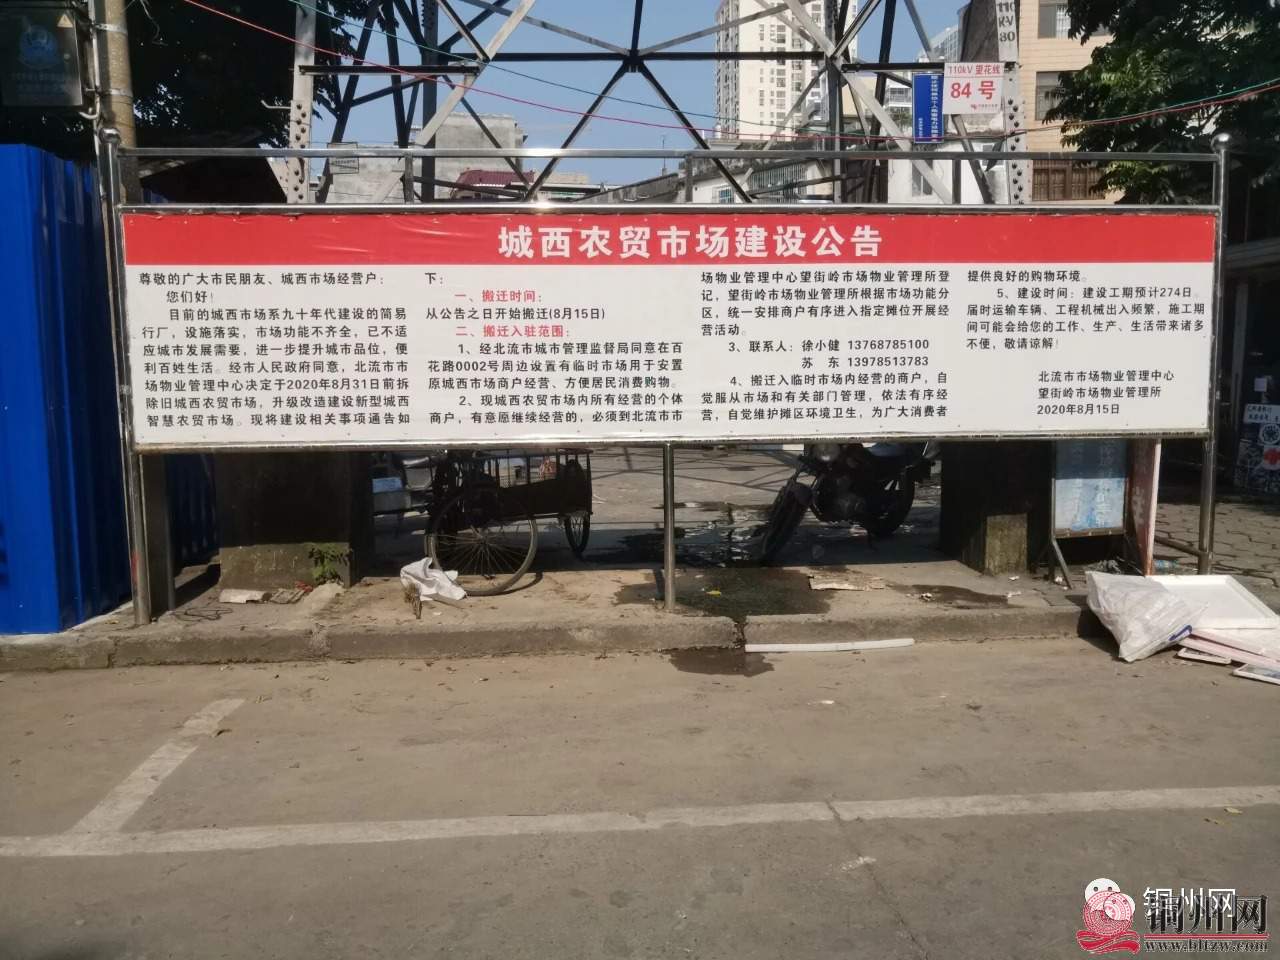 110
kV
80
110kV 望花线
84 号
城西农贸市场建设公告
尊敬的广大市民朋友、城西市场经营户：
您们好！
目前的城西市场系九十年代建设的简易
行厂，设施落实，市场功能不齐全，已不适
应城市发展需要，进一步提升城市品位，便
利百姓生活。经市人民政府同意，北流市市
场物业管理中心决定于2020年8月31日前拆
除旧城西农贸市场，升级改造建设新型城西
智慧农贸市场。现将建设相关事项通告如
下：
一、搬迁时间：
从公告之日开始搬迁(8月15日)
二、搬迁入驻范围：
1、经北流市城市管理监督局同意在百
花路0002号周边设置有临时市场用于安置
原城西市场商户经营、方便居民消费购物。
2、现城西农贸市场内所有经营的个体
商户，有意愿继续经营的，必须到北流市市
场物业管理中心望街岭市场物业管理所登
记，望街岭市场物业管理所根据市场功能分
区，统一安排商户有序进入指定摊位开展经
营活动。
3、联系人：徐小健 13768785100
苏 东 13978513783
4、搬迁入临时市场内经营的商户，自
觉服从市场和有关部门管理，依法有序经
营，自觉维护摊区环境卫生，为广大消费者
提供良好的购物环境。
5、建设时间：建设工期预计274日。
届时运输车辆、工程机械出入频繁，施工期
间可能会给您的工作、生产、生活带来诸多
不便，敬请谅解！
北流市市场物业管理中心
望街岭市场物业管理所
2020年8月15日
铜州网
铜州网
www.bltzw.com